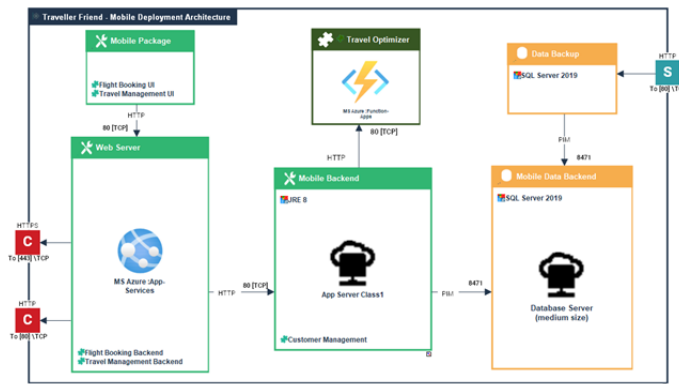 Traveller Friend - Mobile Deployment Architecture
Mobile Package
Flight Booking UI
Travel Management UI
HTTP
80 [TCP]
Web Server
MS Azure :App-
Services
Flight Booking Backend
Travel Management Backend
HTTPS
C
To [443] \TCP
HTTP
C
To [80] \TCP
HTTP
80 [TCP]
Travel Optimizer
MS Azure :Function-
Apps
80 [TCP]
HTTP
Mobile Backend
JRE 8
App Server Class1
Customer Management
PIM
8471
Data Backup
SQL Server 2019
HTTP
S
To [80] \TC
PIM
8471
Mobile Data Backend
SQL Server 2019
Database Server
(medium size)